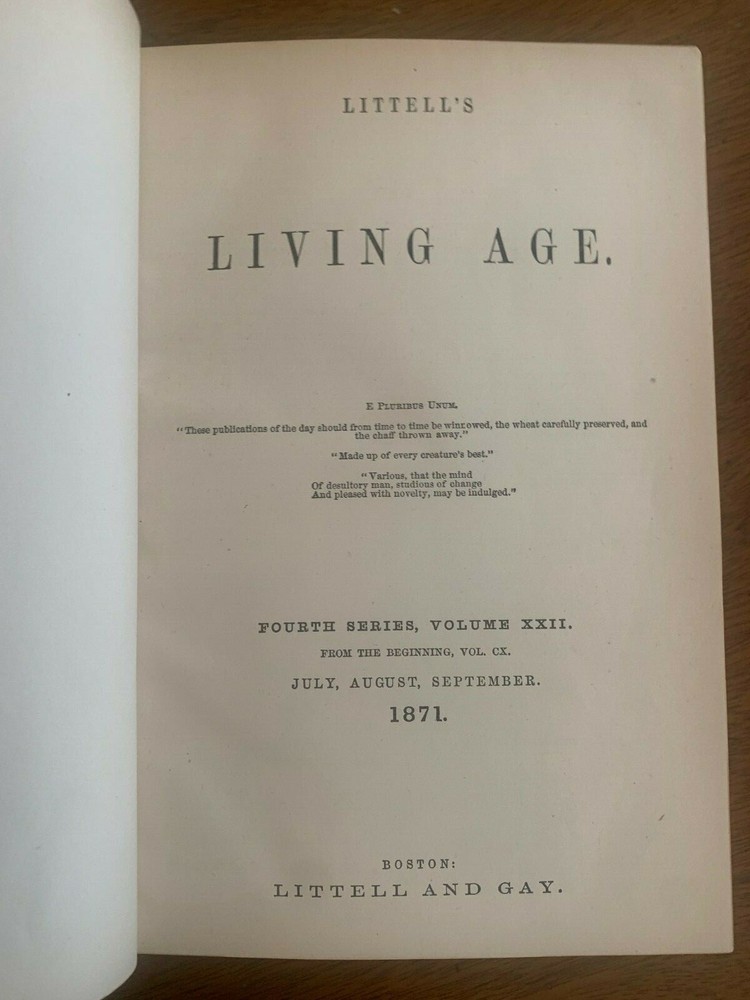 LITTELL'S
LIVING AGE.
E PLURIBUS UNUM.
"These publications of the day should from time to time be winnowed, the wheat carefully preserved, and
the chaff thrown away."
"Made up of every creature's best."
"Various, that the mind
Of desultory man, studious of change
And pleased with novelty, may be indulged."
FOURTH SERIES, VOLUME XXII.
FROM THE BEGINNING, VOL. CX.
JULY, AUGUST, SEPTEMBER.
1871.
BOSTON:
LITTELL AND GAY.